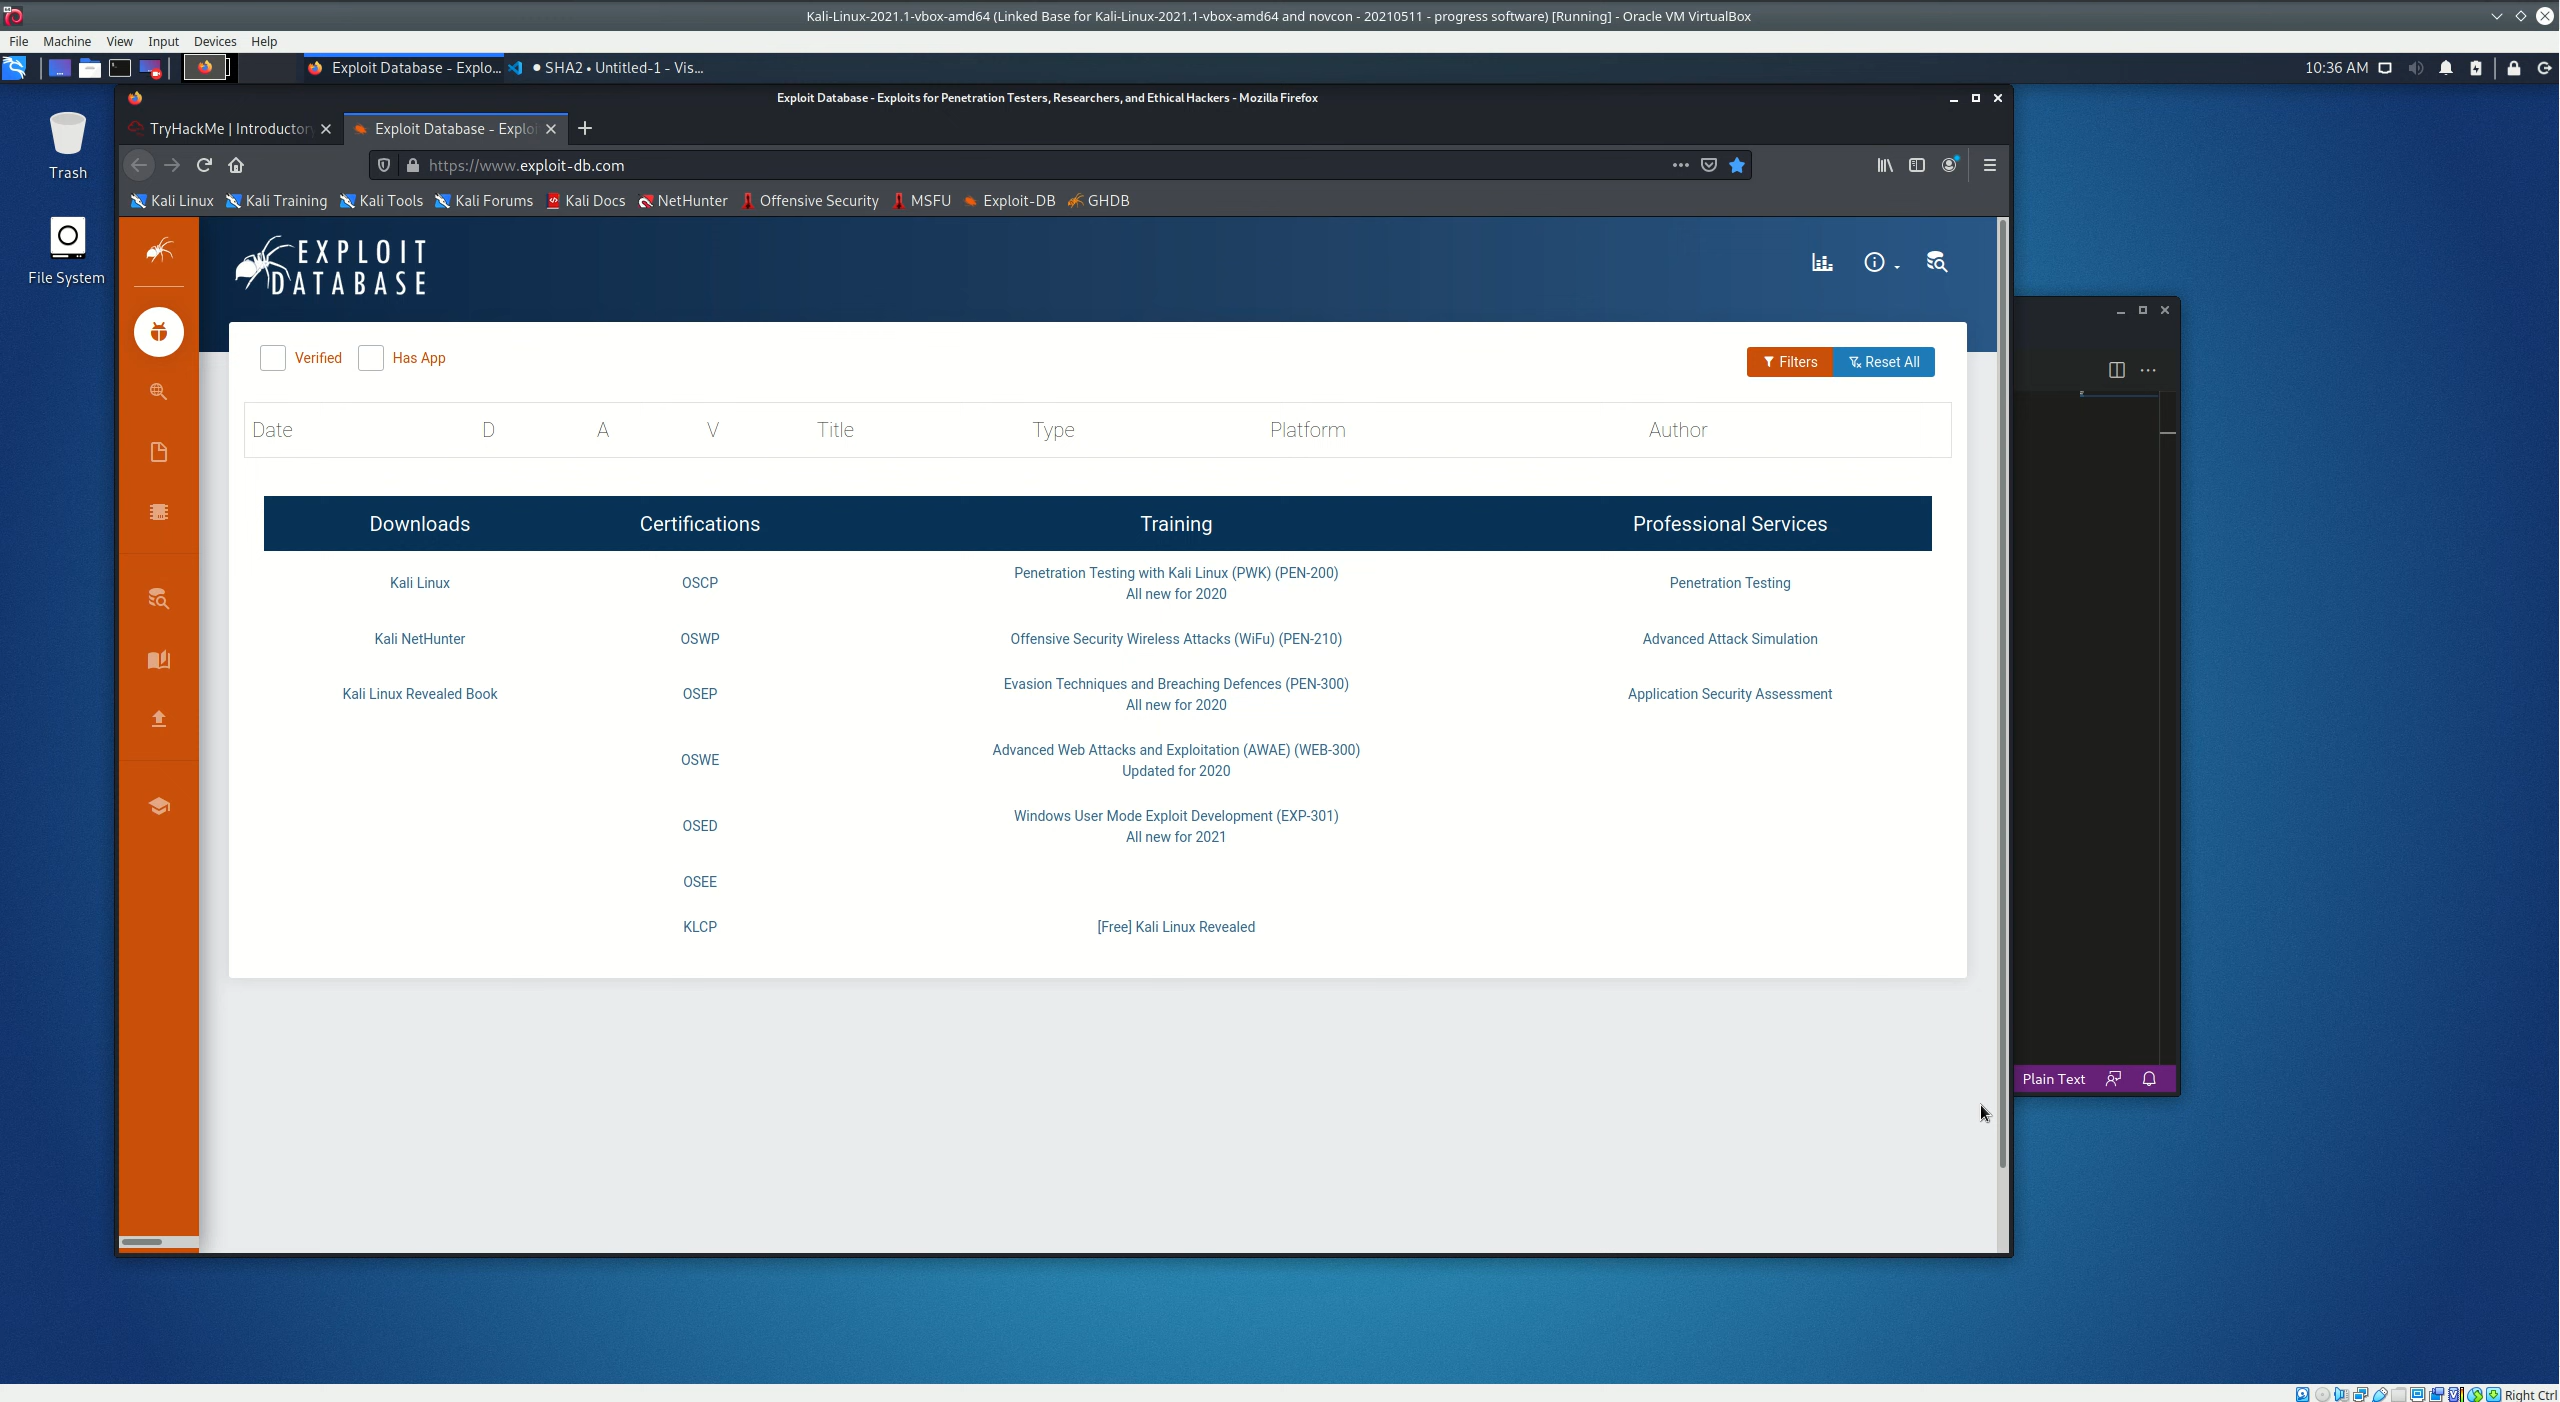 Kali-Linux-2021.1-vbox-amd64 (Linked Base for Kali-Linux-2021.1-vbox-amd64 and novcon - 20210511 - progress software) [Running] - Oracle VM VirtualBox
File Machine View Input Devices Help
Exploit Database - Explo... ● SHA2 • Untitled-1 - Vis... 10:36 AM
Exploit Database - Exploits for Penetration Testers, Researchers, and Ethical Hackers - Mozilla Firefox
TryHackMe | Introductor Exploit Database - Exploi
https://www.exploit-db.com
Kali Linux Kali Training Kali Tools Kali Forums Kali Docs NetHunter Offensive Security MSFU Exploit-DB GHDB
Trash
File System
EXPLOIT
DATABASE
Verified Has App Filters Reset All
Date D A V Title Type Platform Author
Downloads Certifications Training Professional Services
Kali Linux OSCP Penetration Testing with Kali Linux (PWK) (PEN-200) Penetration Testing
All new for 2020
Kali NetHunter OSWP Offensive Security Wireless Attacks (WiFu) (PEN-210) Advanced Attack Simulation
Kali Linux Revealed Book OSEP Evasion Techniques and Breaching Defences (PEN-300) Application Security Assessment
All new for 2020
OSWE Advanced Web Attacks and Exploitation (AWAE) (WEB-300)
Updated for 2020
OSED Windows User Mode Exploit Development (EXP-301)
All new for 2021
OSEE
KLCP [Free] Kali Linux Revealed
Plain Text
Right Ctrl